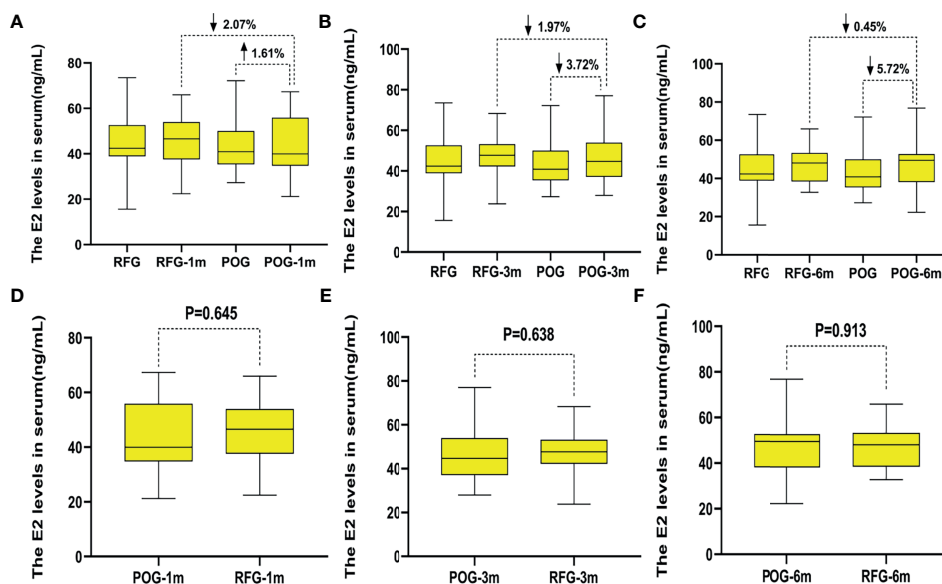 A
The E2 levels in serum(ng/mL)
80
60
40
20
0
2.07%
1.61%
RFG
RFG-1m
POG
POG-1m
B
The E2 levels in serum(ng/mL)
100
80
60
40
20
0
1.97%
3.72%
RFG
RFG-3m
POG
POG-3m
C
The E2 levels in serum(ng/mL)
100
80
60
40
20
0
0.45%
5.72%
RFG
RFG-6m
POG
POG-6m
D
The E2 levels in serum(ng/mL)
80
60
40
20
0
P=0.645
POG-1m
RFG-1m
E
The E2 levels in serum(ng/mL)
100
80
60
40
20
0
P=0.638
POG-3m
RFG-3m
F
The E2 levels in serum(ng/mL)
100
80
60
40
20
0
P=0.913
POG-6m
RFG-6m